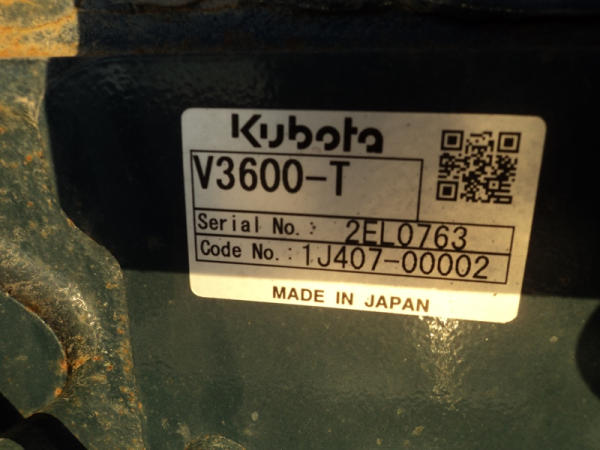 Kubota
V3600-T
Serial No.: 2EL0763
Code No.: 1J407-00002
MADE IN JAPAN